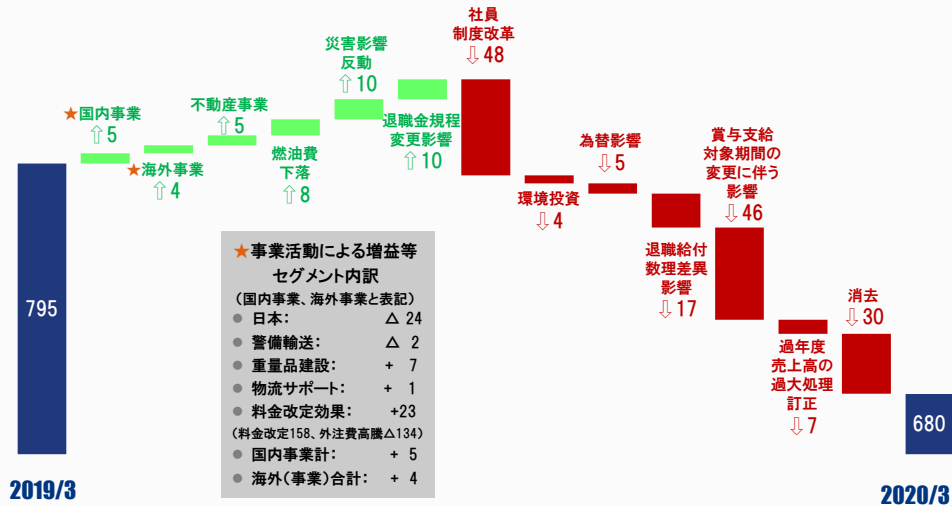 社員
制度改革
⇩48
災害影響
反動
⇧10
★国内事業
⇧5
不動産事業
⇧5
退職金規程
変更影響
⇧10
★海外事業
⇧4
燃油費
下落
⇧8
為替影響
⇩5
賞与支給
対象期間の
変更に伴う
影響
⇩46
環境投資
⇩4
退職給付
数理差異
影響
⇩17
消去
⇩30
過年度
売上高の
過大処理
訂正
⇩7
795
★事業活動による増益等
セグメント内訳
(国内事業、海外事業と表記)
● 日本: △ 24
● 警備輸送: △ 2
● 重量品建設: + 7
● 物流サポート: + 1
● 料金改定効果: +23
(料金改定158、外注費高騰△134)
● 国内事業計: + 5
● 海外(事業)合計: + 4
680
2019/3
2020/3